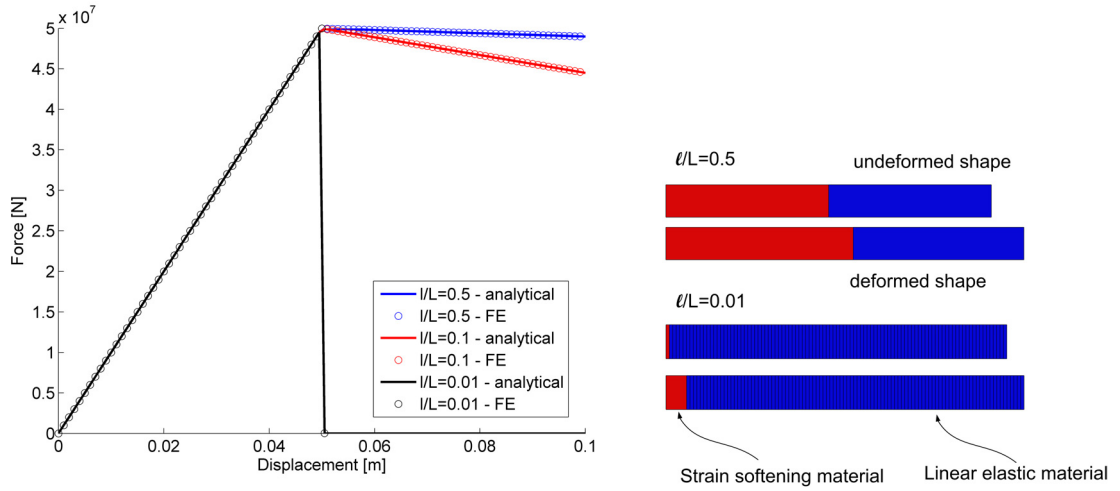 × 10⁷
5
4.5
4
3.5
3
2.5
2
1.5
1
0.5
0
Force [N]
0 0.02 0.04 0.06 0.08 0.1
Displacement [m]
l/L=0.5 - analytical
l/L=0.5 - FE
l/L=0.1 - analytical
l/L=0.1 - FE
l/L=0.01 - analytical
l/L=0.01 - FE
ℓ/L=0.5 undeformed shape
deformed shape
ℓ/L=0.01
Strain softening material Linear elastic material